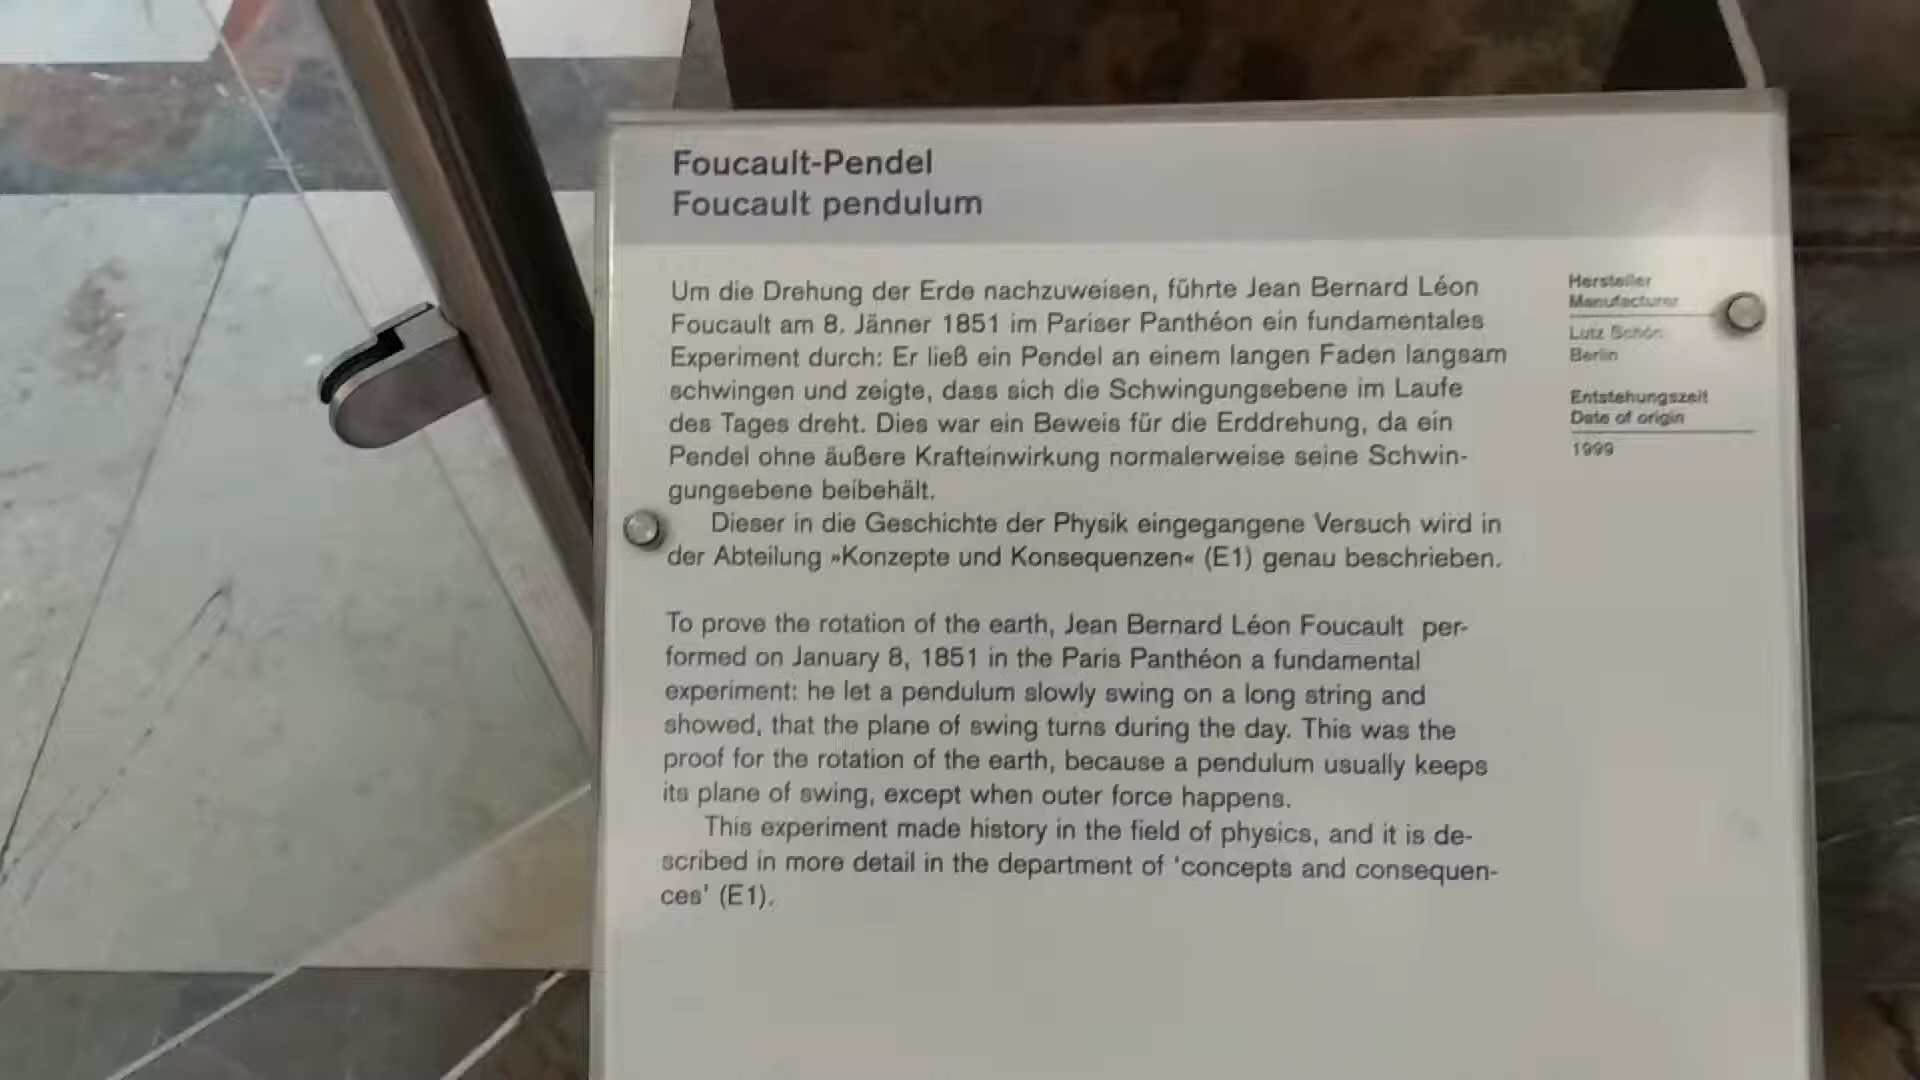 Foucault-Pendel
Foucault pendulum
Um die Drehung der Erde nachzuweisen, führte Jean Bernard Léon
Foucault am 8. Jänner 1851 im Pariser Panthéon ein fundamentales
Experiment durch: Er ließ ein Pendel an einem langen Faden langsam
schwingen und zeigte, dass sich die Schwingungsebene im Laufe
des Tages dreht. Dies war ein Beweis für die Erddrehung, da ein
Pendel ohne äußere Krafteinwirkung normalerweise seine Schwin-
gungsebene beibehält.
Dieser in die Geschichte der Physik eingegangene Versuch wird in
der Abteilung »Konzepte und Konsequenzen« (E1) genau beschrieben.
To prove the rotation of the earth, Jean Bernard Léon Foucault per-
formed on January 8, 1851 in the Paris Panthéon a fundamental
experiment: he let a pendulum slowly swing on a long string and
showed, that the plane of swing turns during the day. This was the
proof for the rotation of the earth, because a pendulum usually keeps
its plane of swing, except when outer force happens.
This experiment made history in the field of physics, and it is de-
scribed in more detail in the department of 'concepts and consequen-
ces' (E1).
Hersteller
Manufacturer
Lutz Schön
Berlin
Entstehungszeit
Date of origin
1999